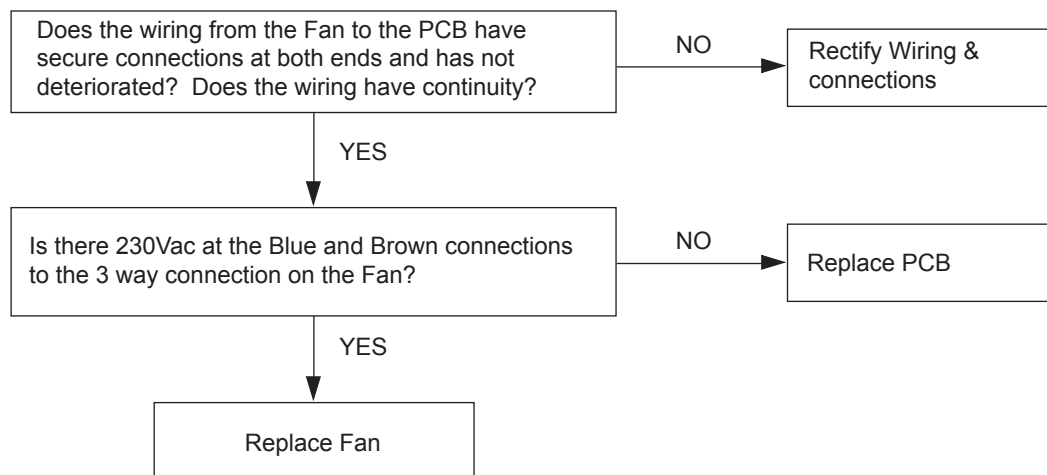 Does the wiring from the Fan to the PCB have
secure connections at both ends and has not
deteriorated?  Does the wiring have continuity?
NO
Rectify Wiring &
connections
YES
Is there 230Vac at the Blue and Brown connections
to the 3 way connection on the Fan?
NO
Replace PCB
YES
Replace Fan